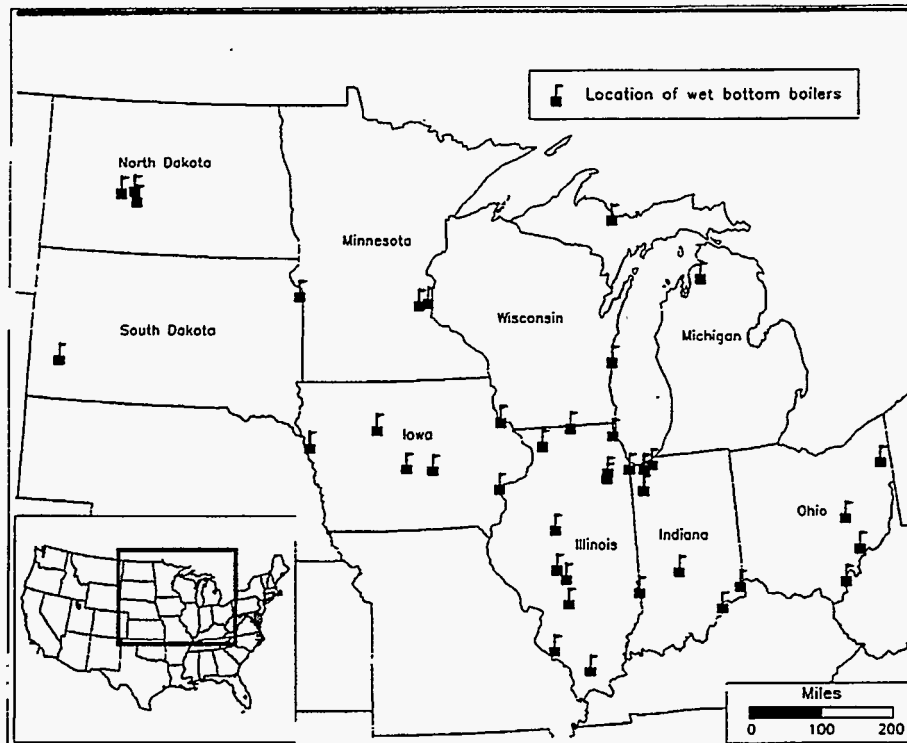 Location of wet bottom boilers
North Dakota
Minnesota
South Dakota
Wisconsin
Michigan
Iowa
Ohio
Illinois
Indiana
Miles
0 100 200